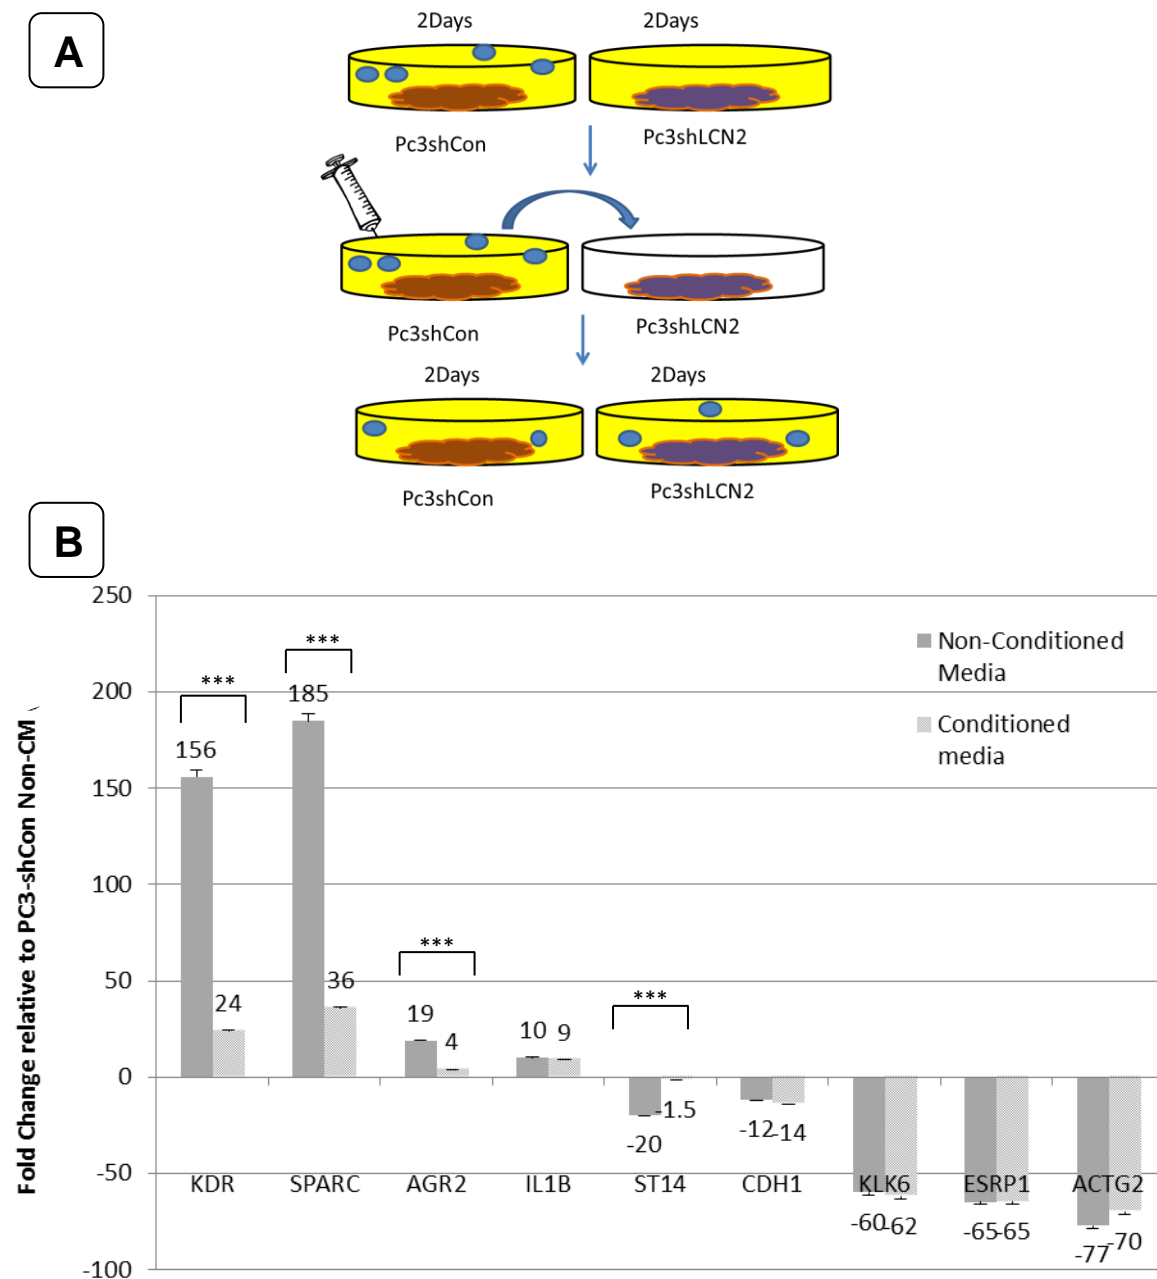 A
2Days 2Days
Pc3shCon Pc3shLCN2
Pc3shCon Pc3shLCN2
2Days 2Days
Pc3shCon Pc3shLCN2
B
Fold Change relative to PC3-shCon Non-CM
250
200
150
100
50
0
-50
-100
Non-Conditioned
Media
Conditioned
media
*** *** *** ***
156 24
185 36
19 4
10 9
-20 -1.5
-12 -14
-60 -62
-65 -65
-77 -70
KDR SPARC AGR2 IL1B ST14 CDH1 KLK6 ESRP1 ACTG2